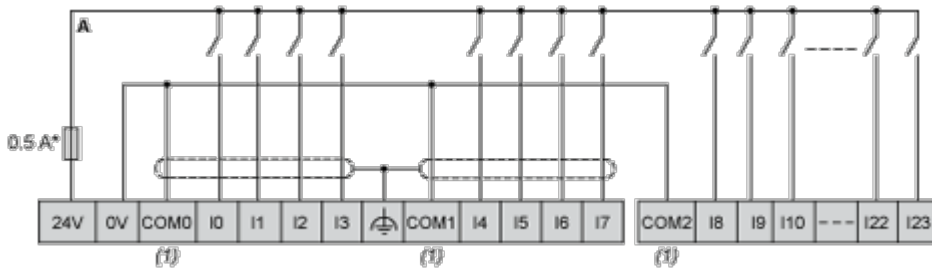 A
0.5 A*
24V 0V COM0 I0 I1 I2 I3 COM1 I4 I5 I6 I7 COM2 I8 I9 I10 --- I22 I23
(1) (1) (1)